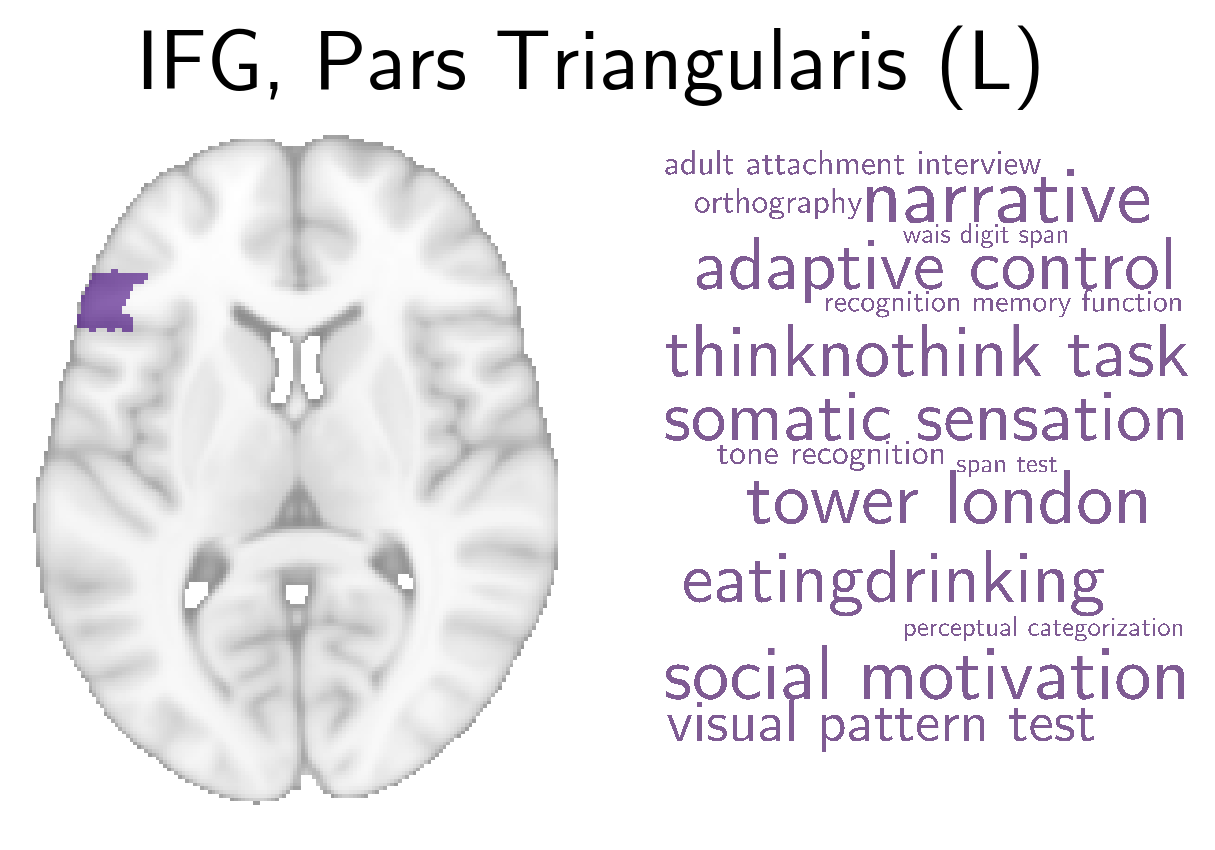 IFG, Pars Triangularis (L)
adult attachment interview
orthography narrative
wais digit span
adaptive control
recognition memory function
thinknothink task
somatic sensation
tone recognition span test
tower london
eatingdrinking
perceptual categorization
social motivation
visual pattern test